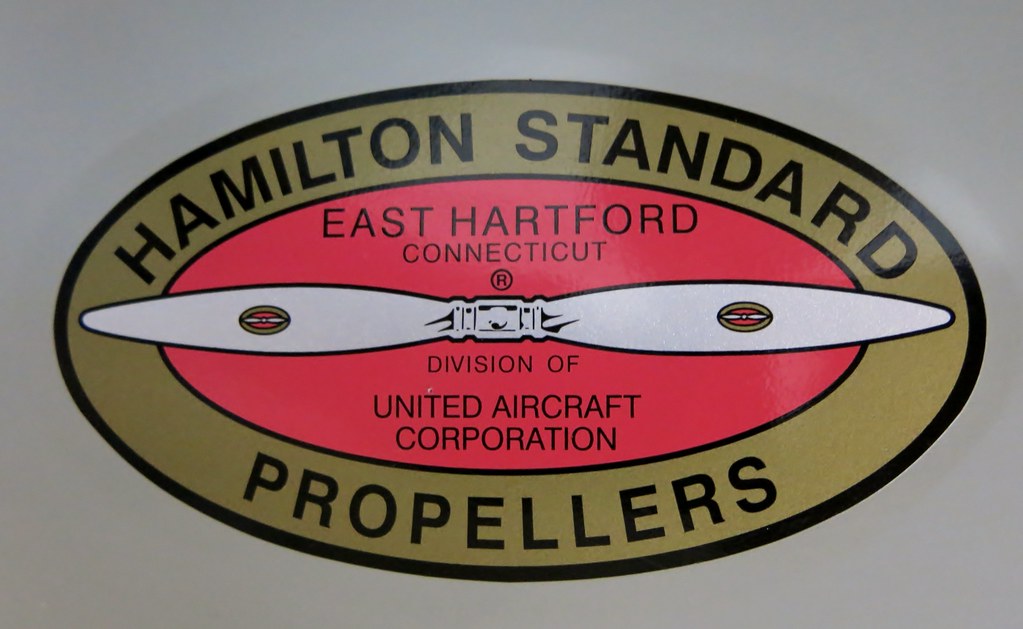 HAMILTON STANDARD
EAST HARTFORD
CONNECTICUT
®
DIVISION OF
UNITED AIRCRAFT
CORPORATION
PROPELLERS